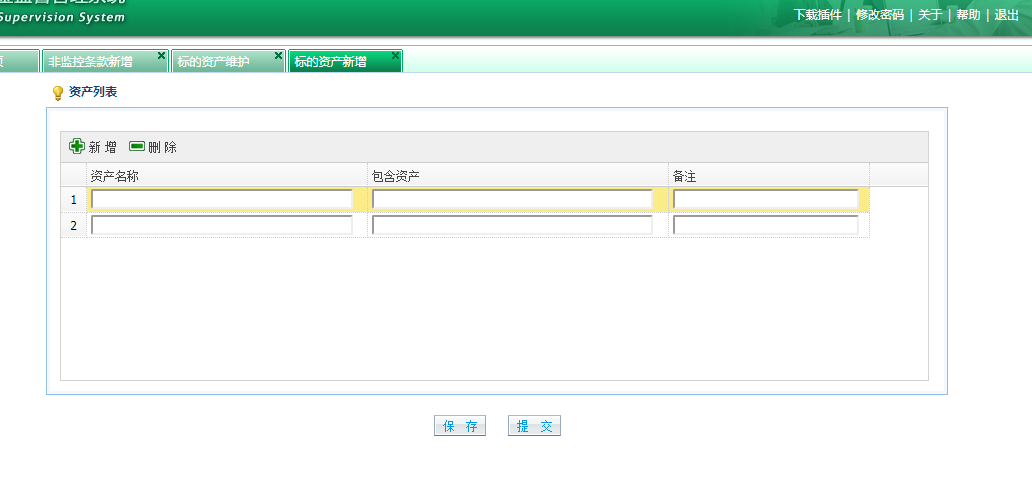 Supervision System
下载插件 | 修改密码 | 关于 | 帮助 | 退出
非监控条款新增
标的资产维护
标的资产新增
资产列表
新增 删除
资产名称 包含资产 备注
1
2
保存 提交